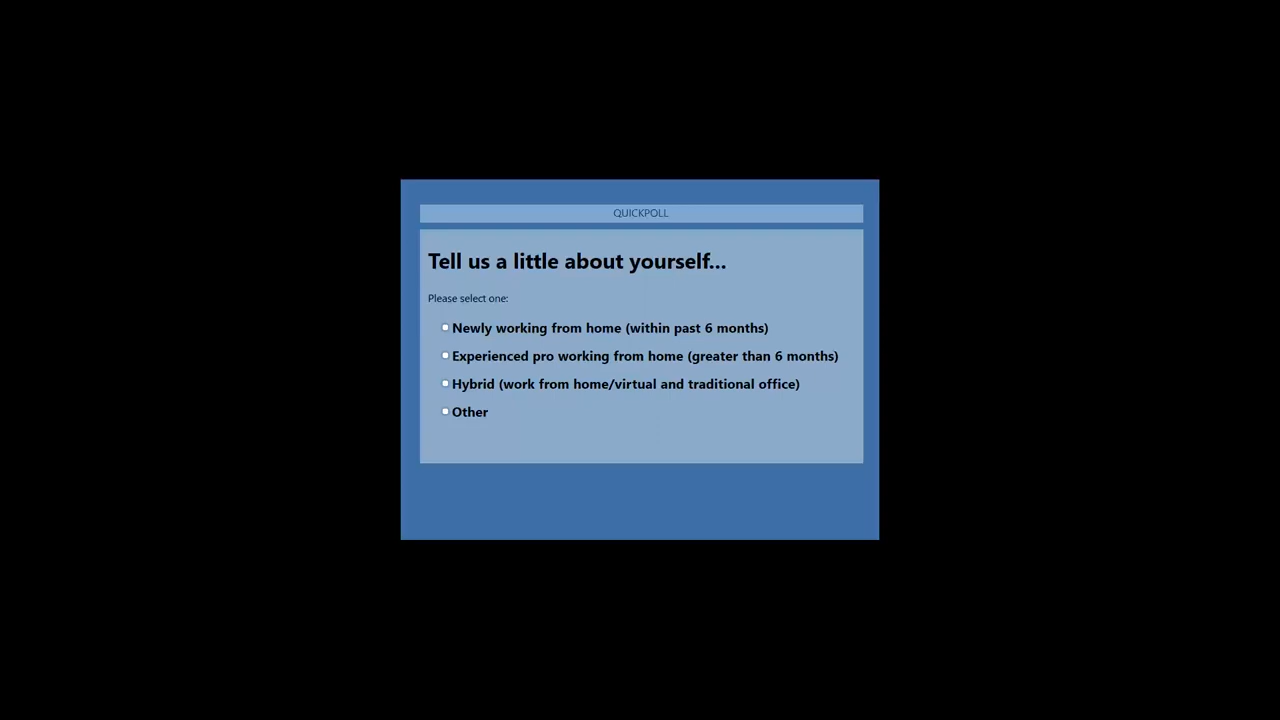 QUICKPOLL
Tell us a little about yourself...
Please select one:
Newly working from home (within past 6 months)
Experienced pro working from home (greater than 6 months)
Hybrid (work from home/virtual and traditional office)
Other